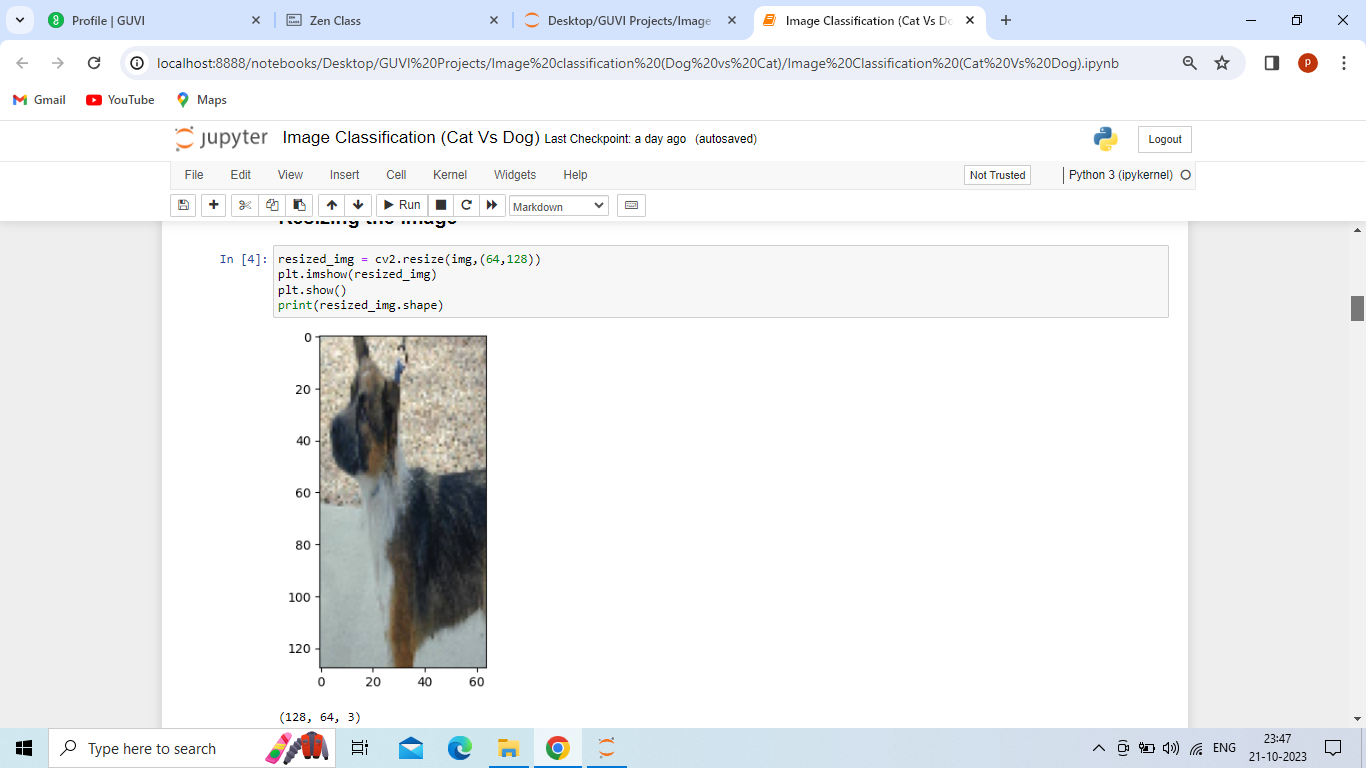 Profile | GUVI
Zen Class
Desktop/GUVI Projects/Image
Image Classification (Cat Vs Do
localhost:8888/notebooks/Desktop/GUVI%20Projects/Image%20classification%20(Dog%20vs%20Cat)/Image%20Classification%20(Cat%20Vs%20Dog).ipynb
p
Gmail
YouTube
Maps
jupyter
Image Classification (Cat Vs Dog) Last Checkpoint: a day ago (autosaved)
Logout
File Edit View Insert Cell Kernel Widgets Help
Not Trusted
Python 3 (ipykernel)
Run
Markdown
Resizing the Image
In [4]:
resized_img = cv2.resize(img,(64,128))
plt.imshow(resized_img)
plt.show()
print(resized_img.shape)
0
20
40
60
80
100
120
0 20 40 60
(128, 64, 3)
Type here to search
ENG
23:47
21-10-2023